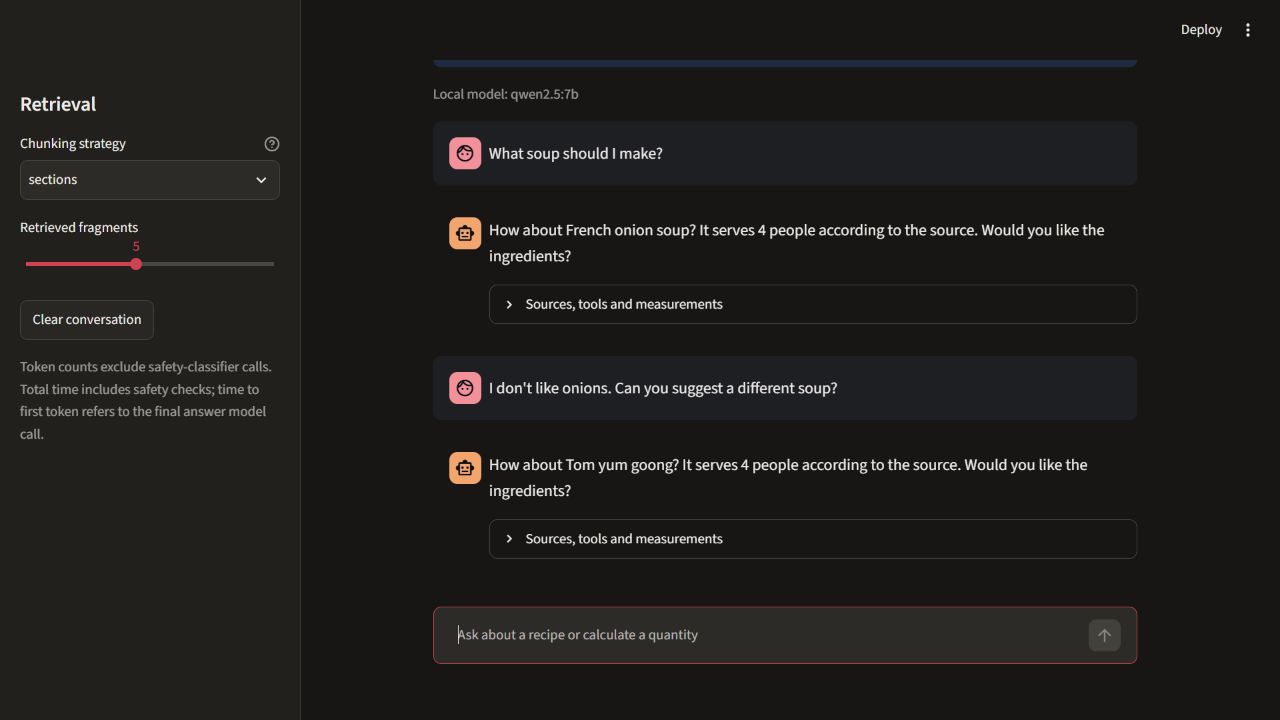 Deploy
Retrieval
Chunking strategy
sections
Retrieved fragments
5
Clear conversation
Token counts exclude safety-classifier calls.
Total time includes safety checks; time to
first token refers to the final answer model
call.
Local model: qwen2.5:7b
What soup should I make?
How about French onion soup? It serves 4 people according to the source. Would you like the
ingredients?
Sources, tools and measurements
I don't like onions. Can you suggest a different soup?
How about Tom yum goong? It serves 4 people according to the source. Would you like the
ingredients?
Sources, tools and measurements
Ask about a recipe or calculate a quantity